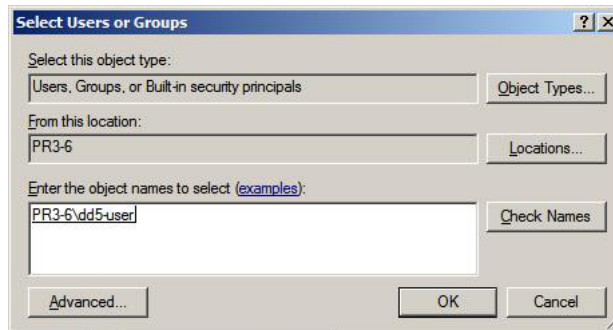 Select Users or Groups
Select this object type:
Users, Groups, or Built-in security principals
Object Types...
From this location:
PR3-6
Locations...
Enter the object names to select (examples):
PR3-6\dd5-user
Check Names
Advanced...
OK
Cancel